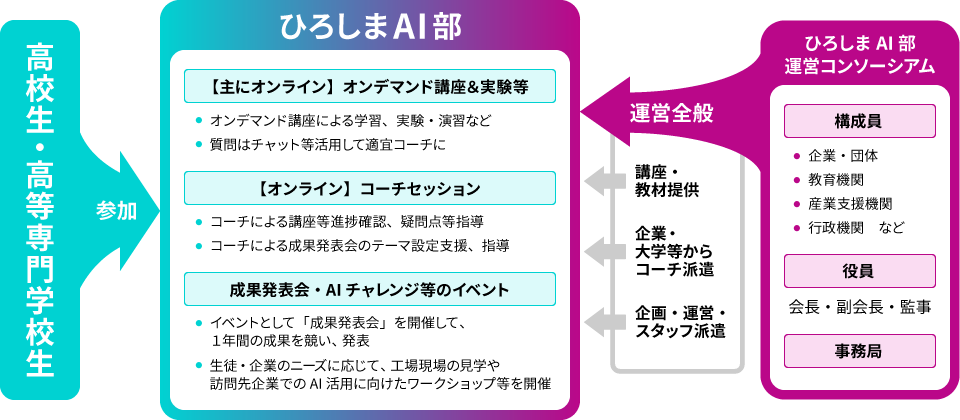 高校生・高等専門学校生
参加
ひろしまAI部
【主にオンライン】オンデマンド講座&実験等
● オンデマンド講座による学習、実験・演習など
● 質問はチャット等活用して適宜コーチに
【オンライン】コーチセッション
● コーチによる講座等進捗確認、疑問点等指導
● コーチによる成果発表会のテーマ設定支援、指導
成果発表会・AIチャレンジ等のイベント
● イベントとして「成果発表会」を開催して、
１年間の成果を競い、発表
● 生徒・企業のニーズに応じて、工場現場の見学や
訪問先企業でのAI活用に向けたワークショップ等を開催
運営全般
講座・
教材提供
企業・
大学等から
コーチ派遣
企画・運営・
スタッフ派遣
ひろしまAI部
運営コンソーシアム
構成員
● 企業・団体
● 教育機関
● 産業支援機関
● 行政機関　など
役員
会長・副会長・監事
事務局